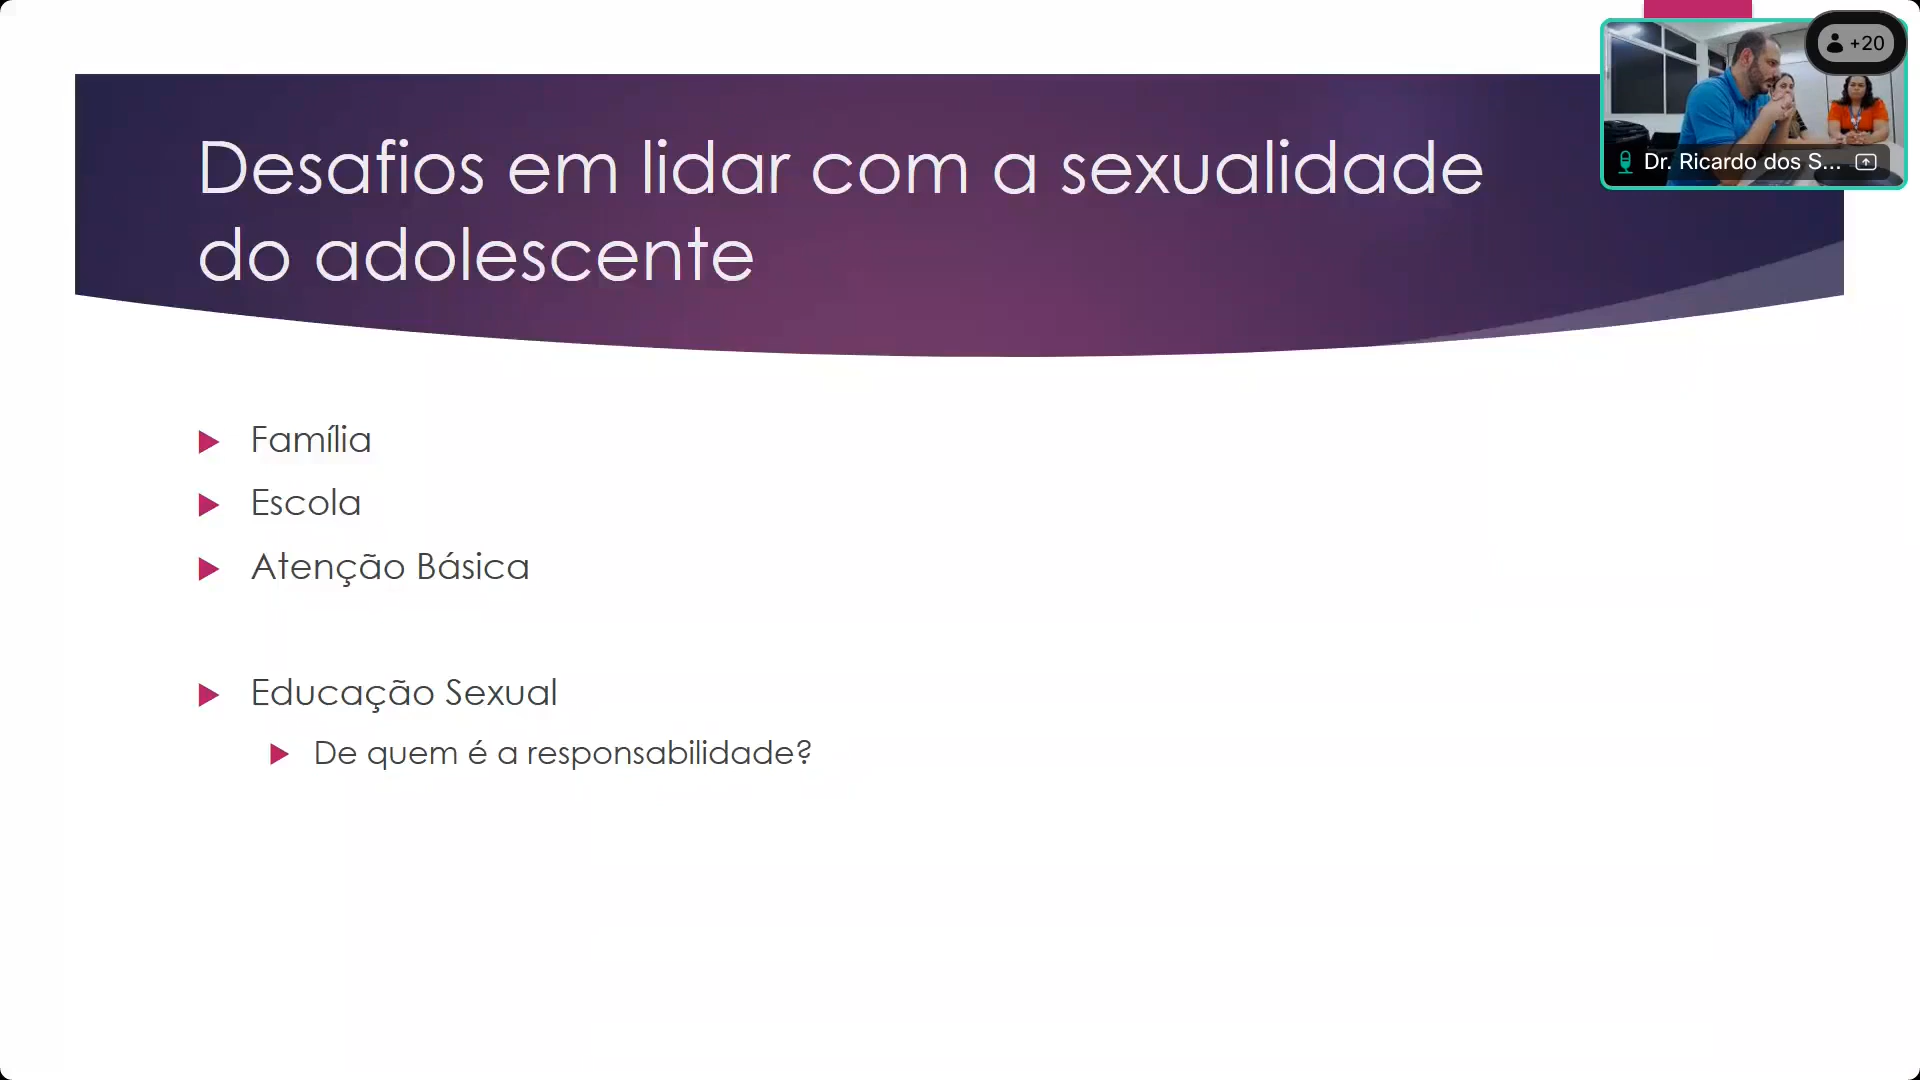 Desafios em lidar com a sexualidade
do adolescente
+20
Dr. Ricardo dos S...
Família
Escola
Atenção Básica
Educação Sexual
De quem é a responsabilidade?